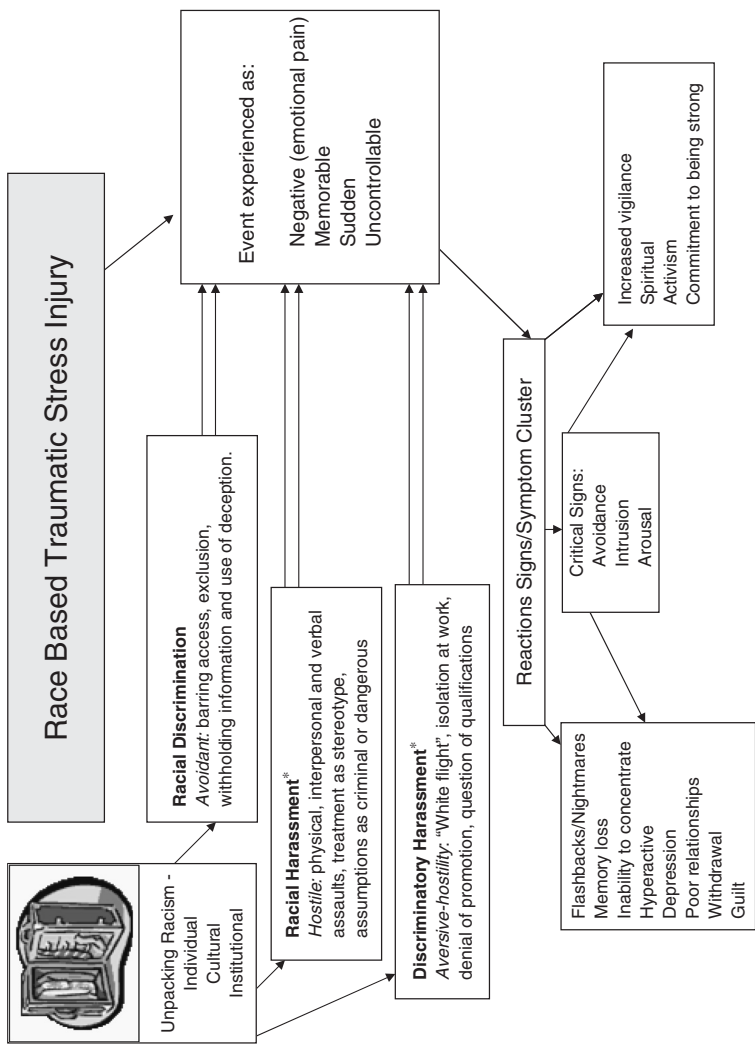 Race Based Traumatic Stress Injury
Unpacking Racism -
Individual
Cultural
Institutional
Racial Discrimination
Avoidant: barring access, exclusion,
withholding information and use of deception.
Racial Harassment*
Hostile: physical, interpersonal and verbal
assaults, treatment as stereotype,
assumptions as criminal or dangerous
Discriminatory Harassment*
Aversive-hostility: “White flight”, isolation at work,
denial of promotion, question of qualifications
Event experienced as:
Negative (emotional pain)
Memorable
Sudden
Uncontrollable
Reactions Signs/Symptom Cluster
Flashbacks/Nightmares
Memory loss
Inability to concentrate
Hyperactive
Depression
Poor relationships
Withdrawal
Guilt
Critical Signs:
Avoidance
Intrusion
Arousal
Increased vigilance
Spiritual
Activism
Commitment to being strong